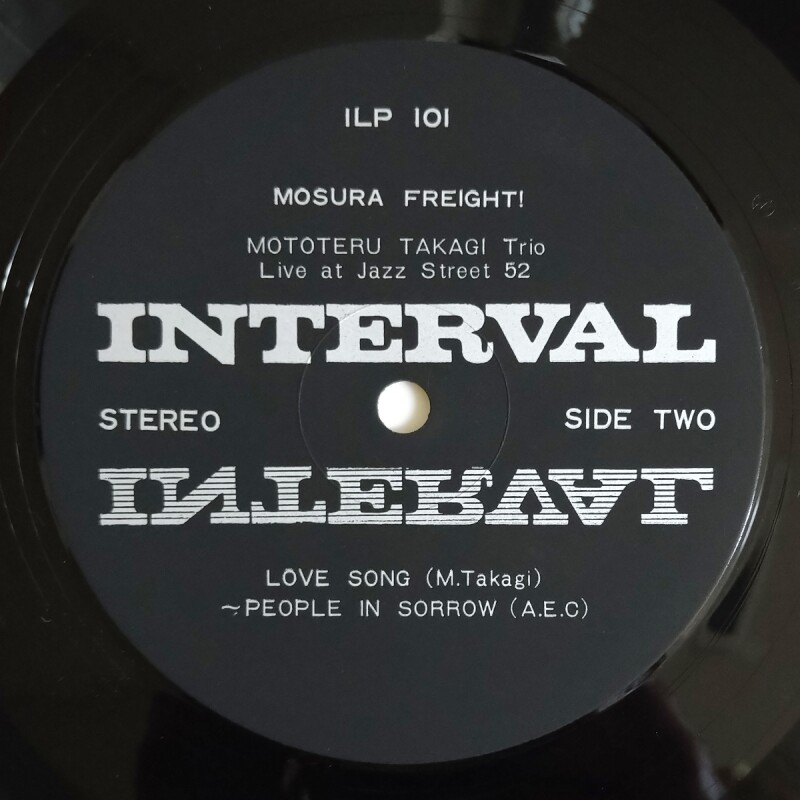 ILP 101
MOSURA FREIGHT!
MOTOTERU TAKAGI Trio
Live at Jazz Street 52
INTERVAL
STEREO SIDE TWO
INTERVAL
LOVE SONG (M.Takagi)
～PEOPLE IN SORROW (A.E.C)